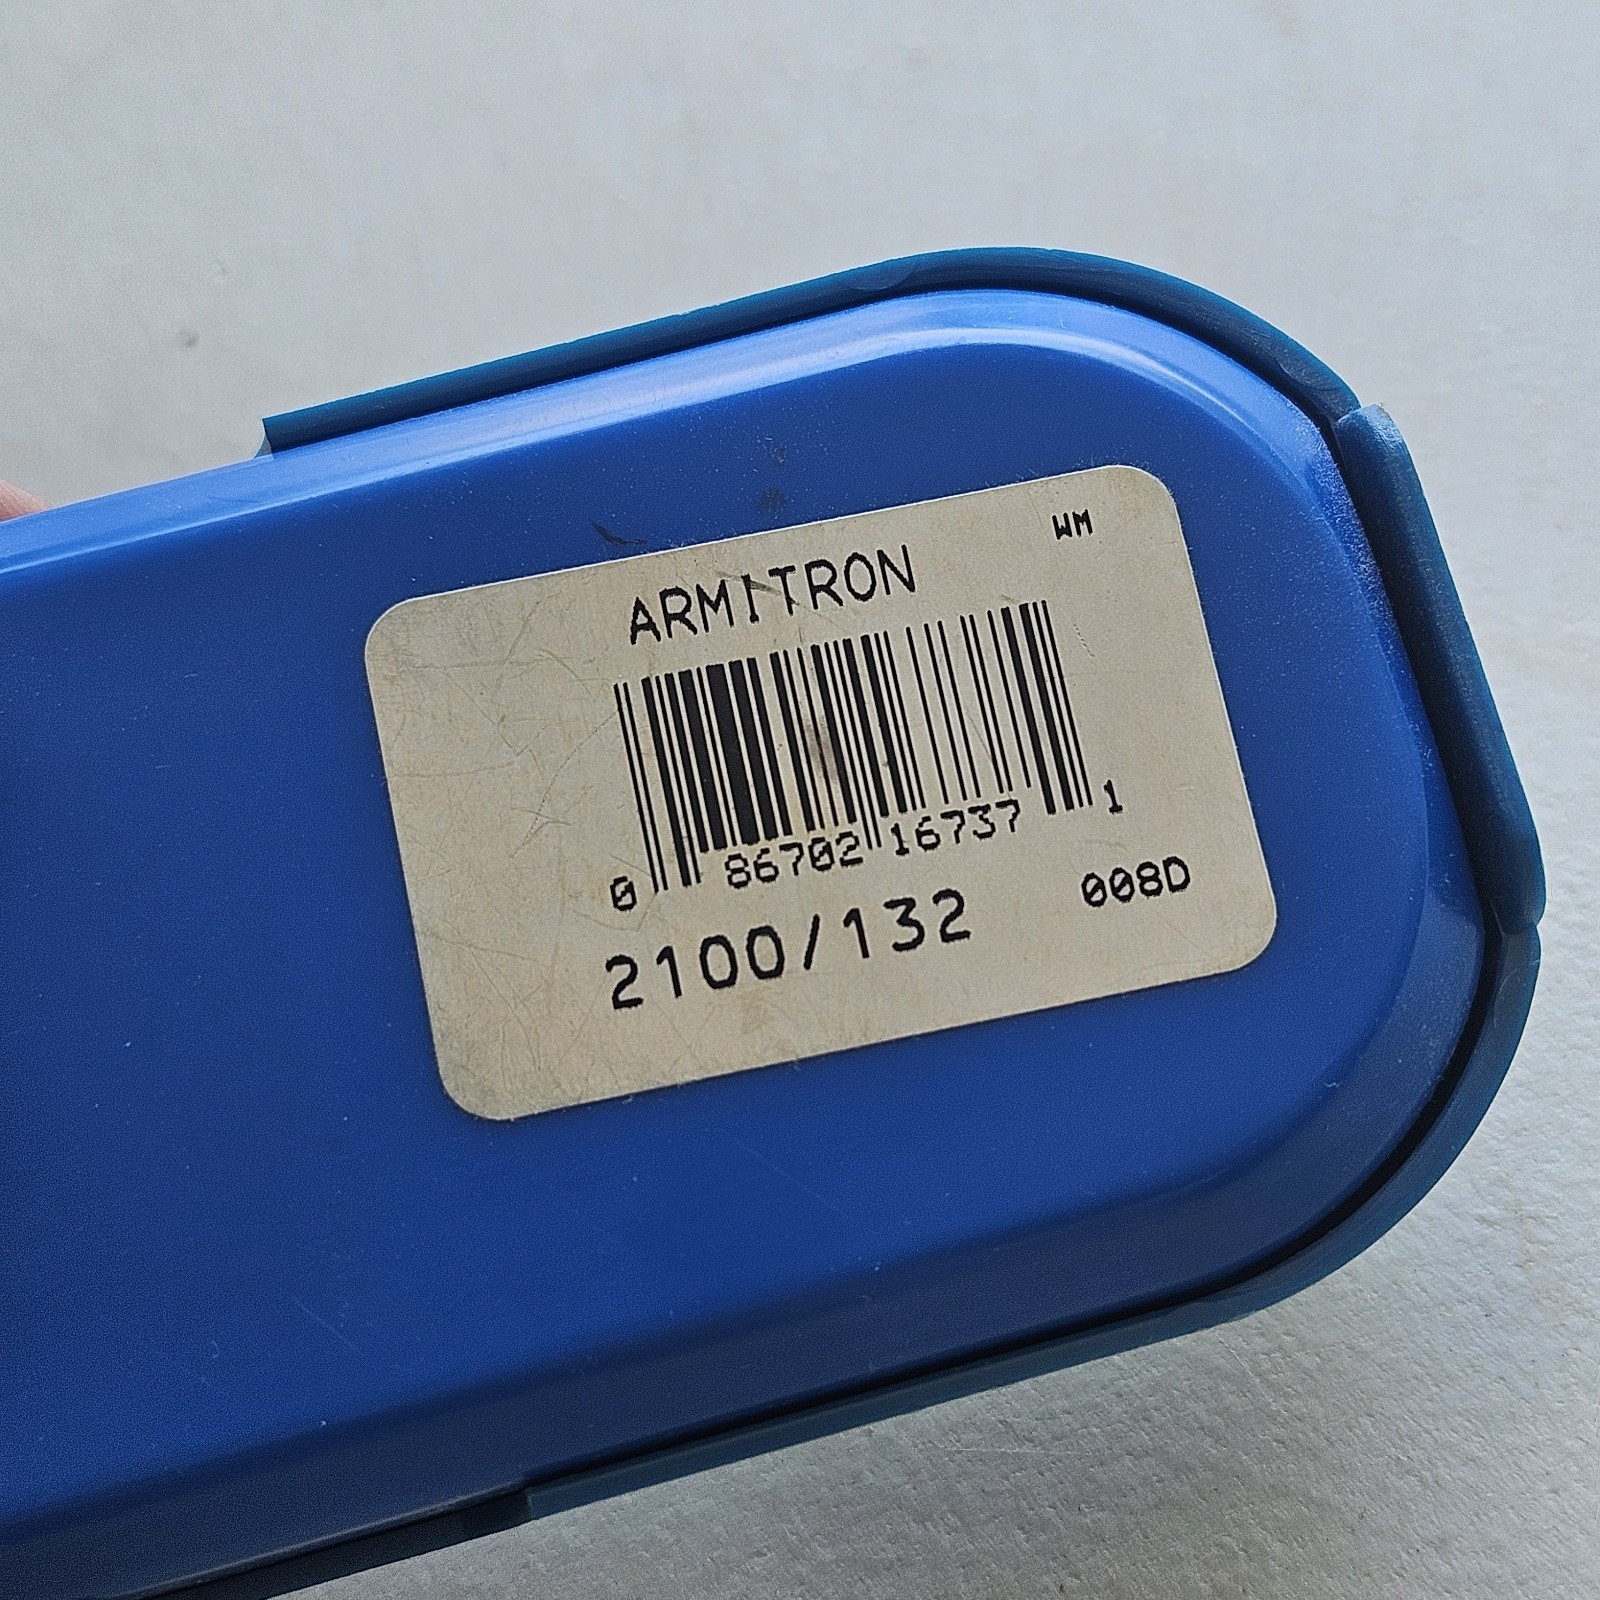 WM
ARMITRON
0 86702 16737 1
2100/132 008D